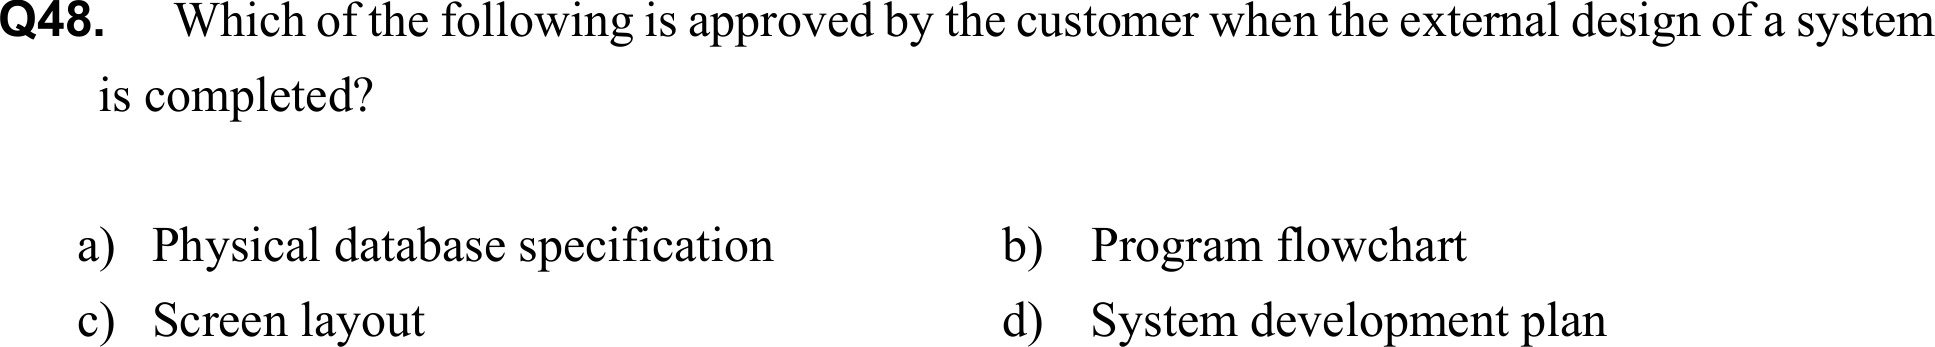 Q48. Which of the following is approved by the customer when the external design of a system
is completed?
a) Physical database specification b) Program flowchart
c) Screen layout d) System development plan